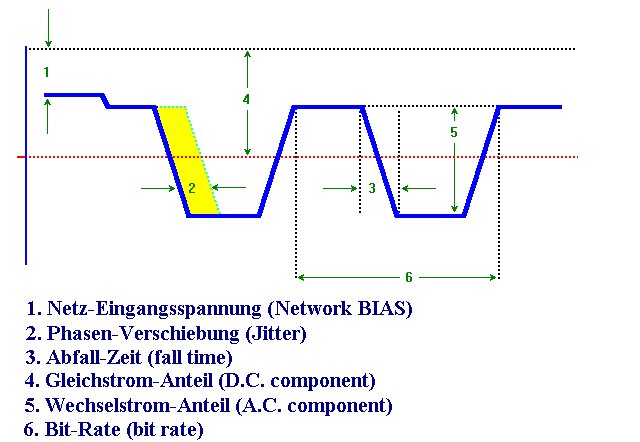 1
4
5
2
3
6
1. Netz-Eingangsspannung (Network BIAS)
2. Phasen-Verschiebung (Jitter)
3. Abfall-Zeit (fall time)
4. Gleichstrom-Anteil (D.C. component)
5. Wechselstrom-Anteil (A.C. component)
6. Bit-Rate (bit rate)